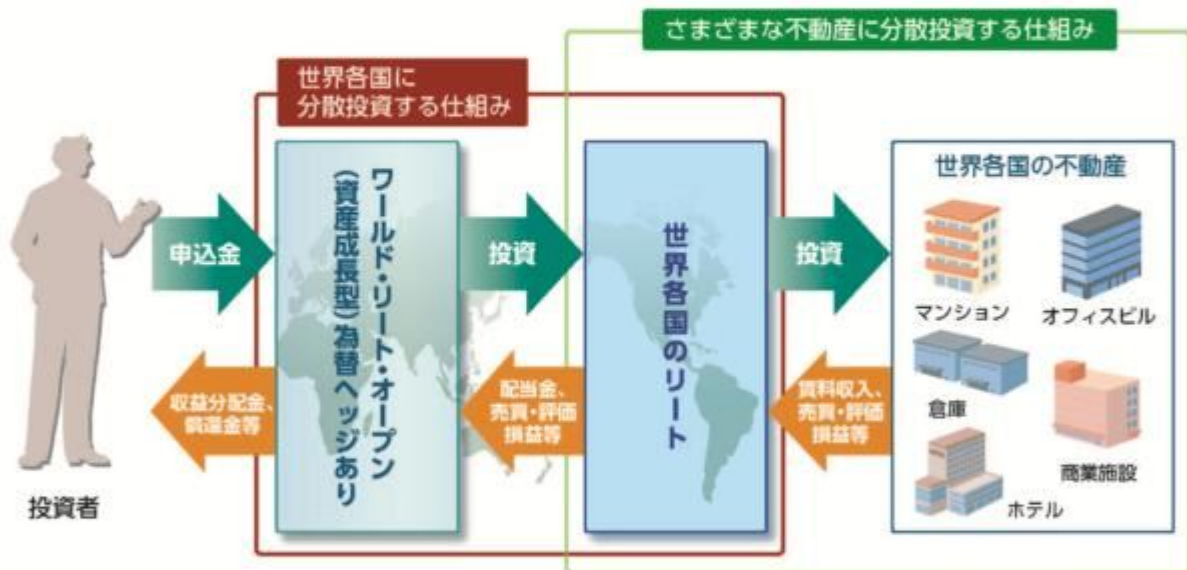 さまざまな不動産に分散投資する仕組み
世界各国に
分散投資する仕組み
投資者
申込金
収益分配金、
償還金等
ワールド・リート・オープン
(資産成長型)為替ヘッジあり
投資
配当金、
売買・評価
損益等
世界各国のリート
投資
賃料収入、
売買・評価
損益等
世界各国の不動産
マンション
オフィスビル
倉庫
商業施設
ホテル